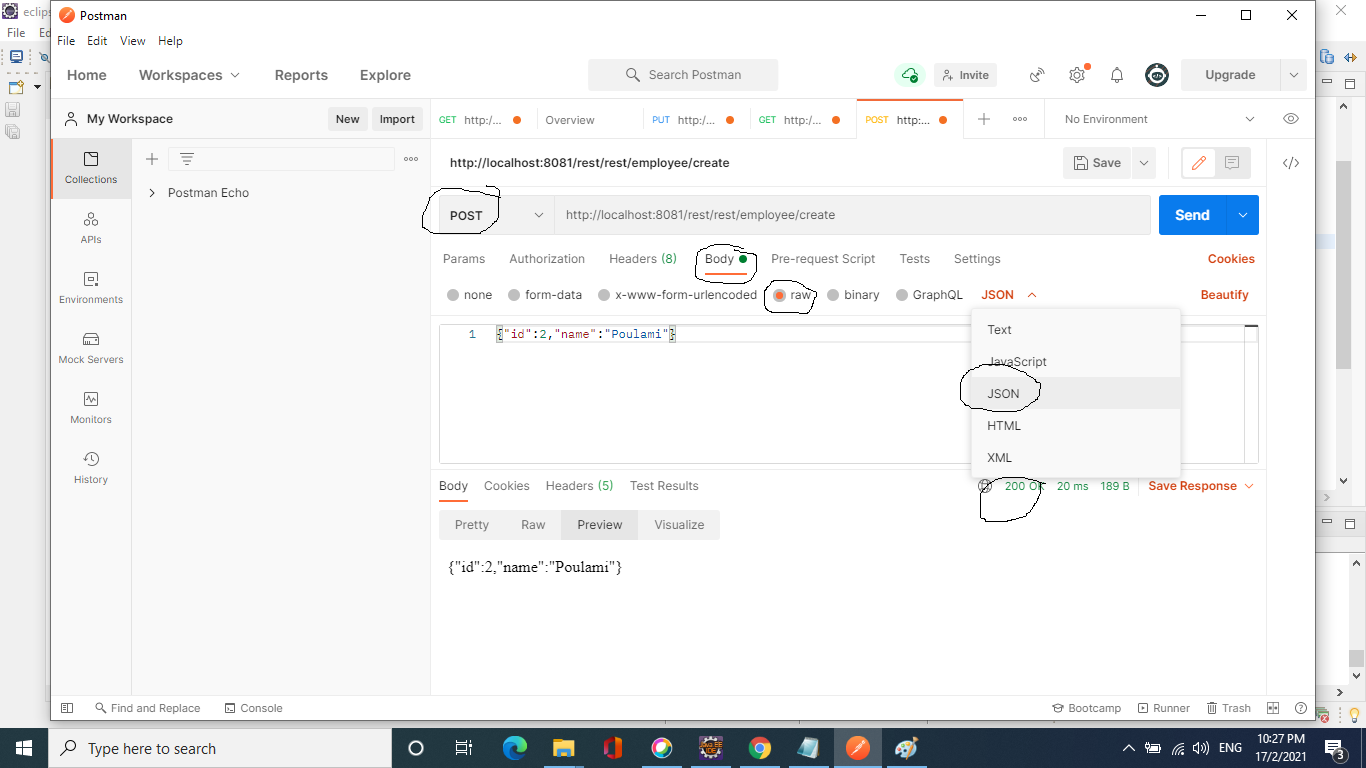 eclips
Postman
File Ed
File Edit View Help
Home Workspaces Reports Explore Search Postman Invite Upgrade
My Workspace New Import
GET http:/... Overview PUT http:/... GET http:/... POST http:... No Environment
Collections
APIs
Environments
Mock Servers
Monitors
History
Postman Echo
http://localhost:8081/rest/rest/employee/create Save
POST http://localhost:8081/rest/rest/employee/create Send
Params Authorization Headers (8) Body Pre-request Script Tests Settings Cookies
none form-data x-www-form-urlencoded raw binary GraphQL JSON Beautify
1 {"id":2,"name":"Poulami"}
Text
JavaScript
JSON
HTML
XML
Body Cookies Headers (5) Test Results 200 OK 20 ms 189 B Save Response
Pretty Raw Preview Visualize
{"id":2,"name":"Poulami"}
Find and Replace Console Bootcamp Runner Trash
Type here to search ENG 10:27 PM
17/2/2021 3